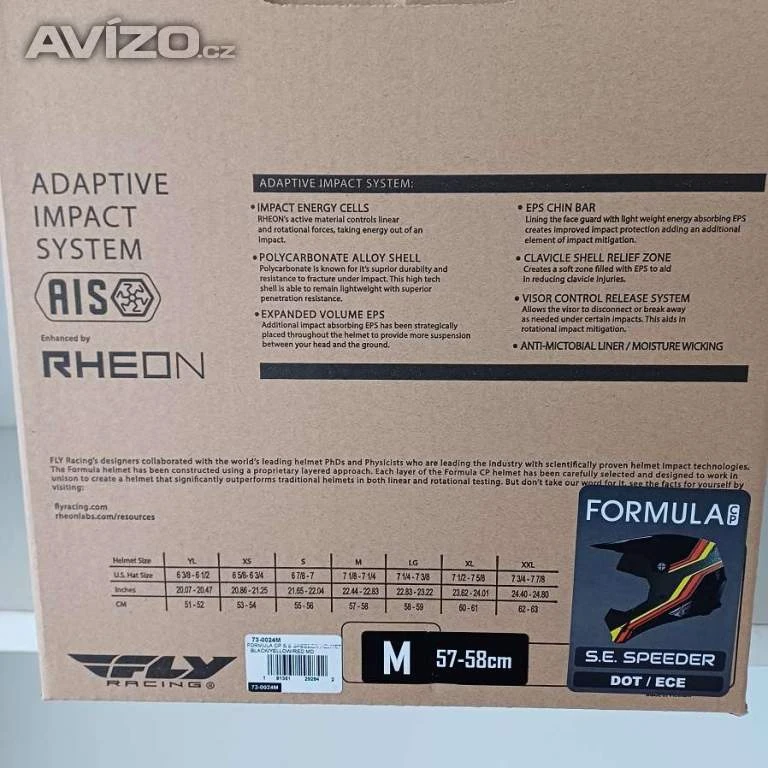 AVÍZO.cz
ADAPTIVE
IMPACT
SYSTEM
AIS
Enhanced by
RHEON
ADAPTIVE IMPACT SYSTEM:
• IMPACT ENERGY CELLS
RHEON's active material controls linear
and rotational forces, taking energy out of an
impact.
• POLYCARBONATE ALLOY SHELL
Polycarbonate is known for it's suprior durability and
resistance to fracture under impact. This high tech
shell is able to remain lightweight with superior
penetration resistance.
• EXPANDED VOLUME EPS
Additional impact absorbing EPS has been strategically
placed throughout the helmet to provide more suspension
between your head and the ground.
• EPS CHIN BAR
Lining the face guard with light weight energy absorbing EPS
creates improved impact protection adding an additional
element of impact mitigation.
• CLAVICLE SHELL RELIEF ZONE
Creates a soft zone filled with EPS to aid
in reducing clavicle injuries.
• VISOR CONTROL RELEASE SYSTEM
Allows the visor to disconnect or break away
as needed under certain impacts. This aids in
rotational impact mitigation.
• ANTI-MICTOBIAL LINER / MOISTURE WICKING
FLY Racing's designers collaborated with the world's leading helmet PhDs and Physicists who are leading the industry with scientifically proven helmet impact technologies.
The Formula helmet has been constructed using a proprietary layered approach. Each layer of the Formula CP helmet has been carefully selected and designed to work in
unison to create a helmet that significantly outperforms traditional helmets in both linear and rotational testing. But don't take our word for it, see the facts for yourself by
visiting:
flyracing.com
rheonlabs.com/resources
Helmet Size YL XS S M LG XL XXL
U.S. Hat Size 6 3/8 - 6 1/2 6 5/8 - 6 3/4 6 7/8 - 7 7 1/8 - 7 1/4 7 1/4 - 7 3/8 7 1/2 - 7 5/8 7 3/4 - 7 7/8
Inches 20.07 - 20.47 20.86 - 21.25 21.65 - 22.04 22.44 - 22.83 22.83 - 23.22 23.62 - 24.01 24.40 - 24.80
CM 51 - 52 53 - 54 55 - 56 57 - 58 58 - 59 60 - 61 62 - 63
FLY
RACING®
73-0024M
FORMULA CP S.E. SPEEDER HELMET
BLACK/YELLOW/RED MD
73-0024M
M 57-58cm
FORMULA CP
S.E. SPEEDER
DOT / ECE